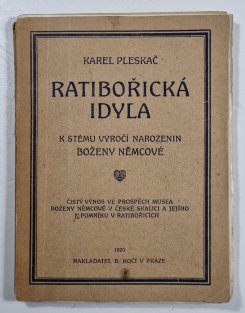 KAREL PLESKAČ
RATIBOŘICKÁ
IDYLA
K STÉMU VÝROČÍ NAROZENIN
BOŽENY NĚMCOVÉ
ČISTÝ VÝNOS VE PROSPĚCH MUSEA
BOŽENY NĚMCOVÉ V ČESKÉ SKALICI A JEJÍHO
POMNÍKU V RATIBOŘICÍCH
1920
NAKLADATEL B. KOČÍ V PRAZE